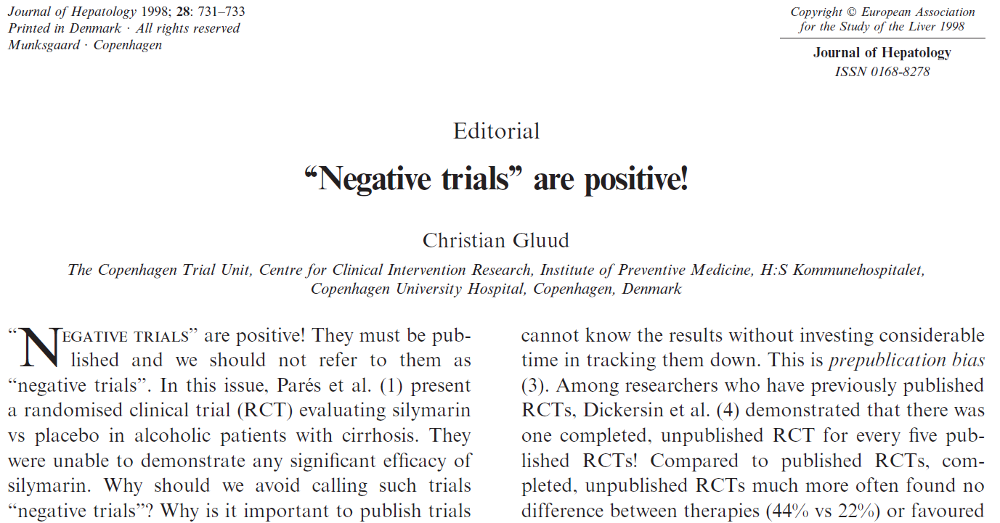 Journal of Hepatology 1998; 28: 731–733
Printed in Denmark · All rights reserved
Munksgaard · Copenhagen
Copyright © European Association
for the Study of the Liver 1998
Journal of Hepatology
ISSN 0168-8278
Editorial
“Negative trials” are positive!
Christian Gluud
The Copenhagen Trial Unit, Centre for Clinical Intervention Research, Institute of Preventive Medicine, H:S Kommunehospitalet,
Copenhagen University Hospital, Copenhagen, Denmark
“NEGATIVE TRIALS” are positive! They must be pub-
lished and we should not refer to them as
“negative trials”. In this issue, Parés et al. (1) present
a randomised clinical trial (RCT) evaluating silymarin
vs placebo in alcoholic patients with cirrhosis. They
were unable to demonstrate any significant efficacy of
silymarin. Why should we avoid calling such trials
“negative trials”? Why is it important to publish trials
cannot know the results without investing considerable
time in tracking them down. This is prepublication bias
(3). Among researchers who have previously published
RCTs, Dickersin et al. (4) demonstrated that there was
one completed, unpublished RCT for every five pub-
lished RCTs! Compared to published RCTs, com-
pleted, unpublished RCTs much more often found no
difference between therapies (44% vs 22%) or favoured